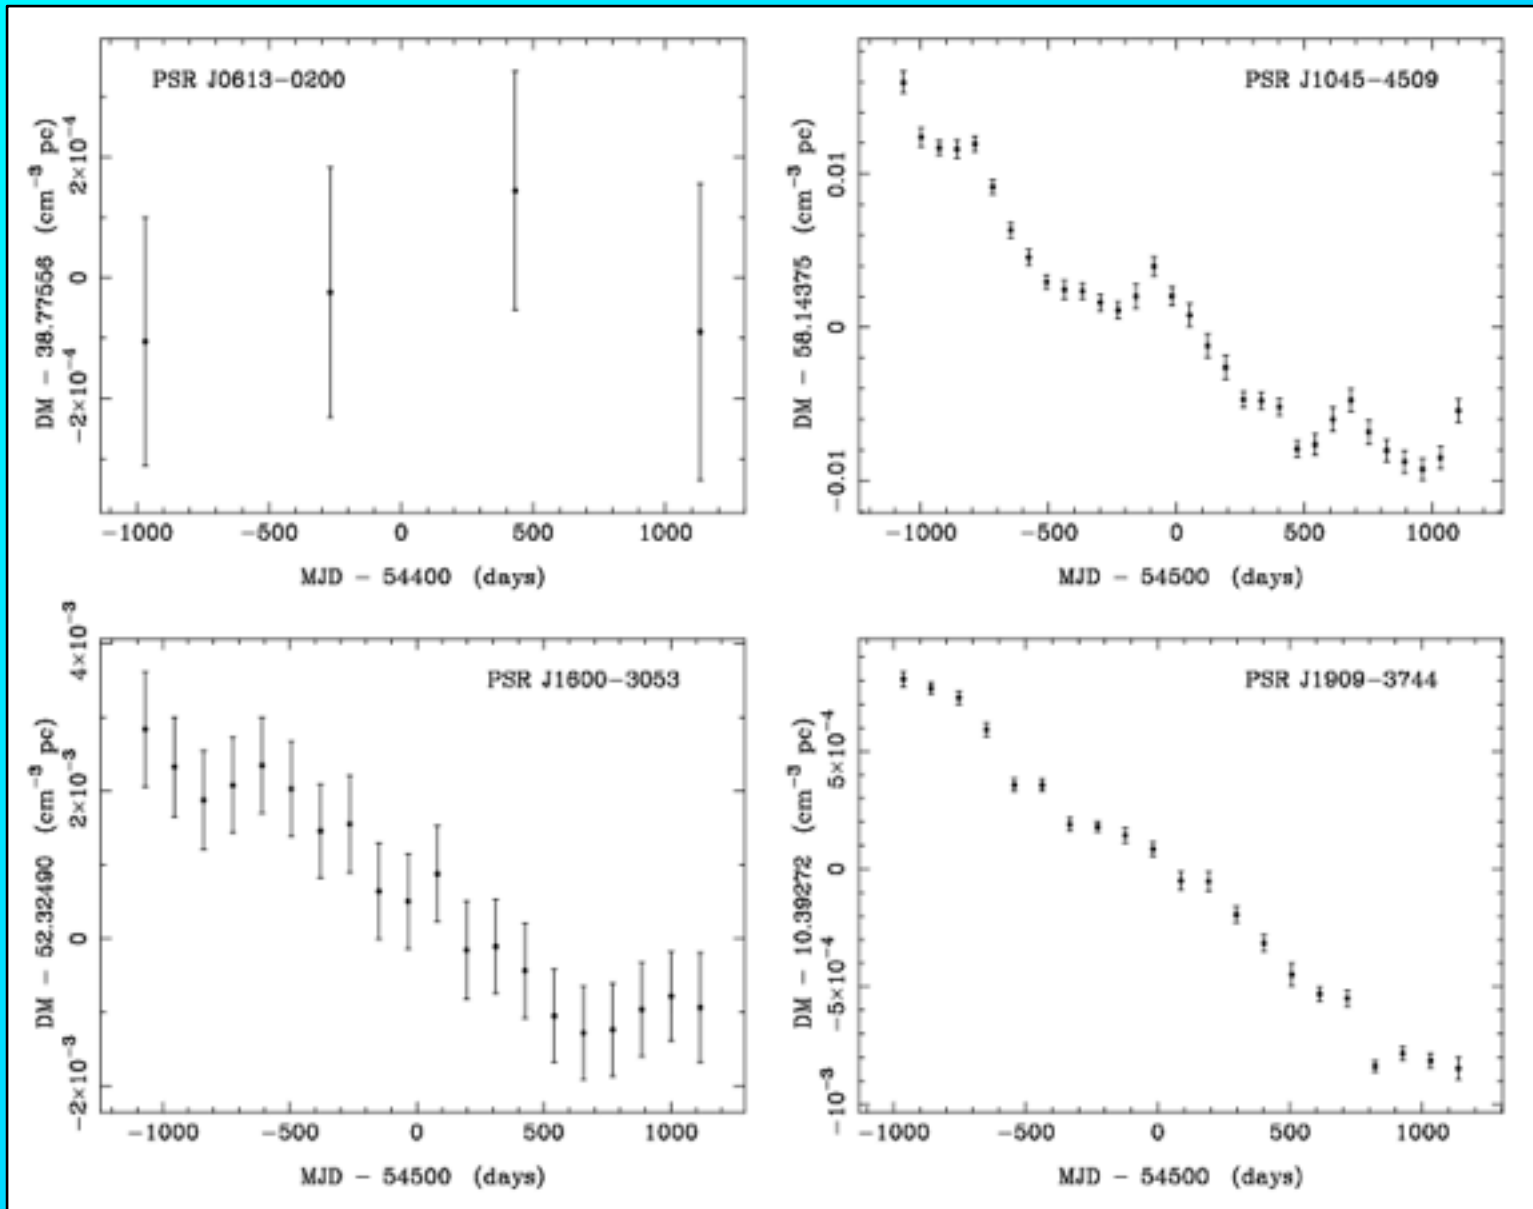 PSR J0613−0200
DM − 38.77556 (cm⁻³ pc)
−2×10⁻⁴ 0 2×10⁻⁴
−1000 −500 0 500 1000
MJD − 54400 (days)
PSR J1045−4509
DM − 58.14375 (cm⁻³ pc)
−0.01 0 0.01
−1000 −500 0 500 1000
MJD − 54500 (days)
PSR J1600−3053
DM − 52.32490 (cm⁻³ pc)
−2×10⁻³ 0 2×10⁻³ 4×10⁻³
−1000 −500 0 500 1000
MJD − 54500 (days)
PSR J1909−3744
DM − 10.39272 (cm⁻³ pc)
−10⁻³ −5×10⁻⁴ 0 5×10⁻⁴
−1000 −500 0 500 1000
MJD − 54500 (days)